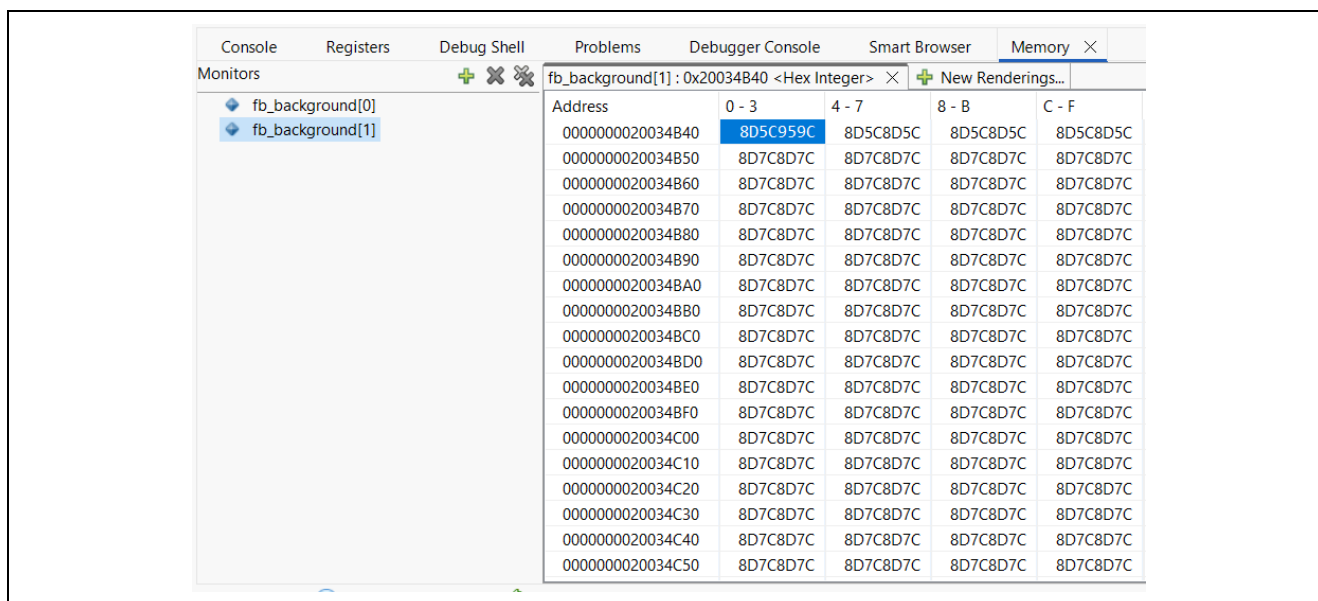 Console Registers Debug Shell Problems Debugger Console Smart Browser Memory
Monitors
fb_background[0]
fb_background[1]
fb_background[1] : 0x20034B40 <Hex Integer> New Renderings...
Address 0 - 3 4 - 7 8 - B C - F
0000000020034B40 8D5C959C 8D5C8D5C 8D5C8D5C 8D5C8D5C
0000000020034B50 8D7C8D7C 8D7C8D7C 8D7C8D7C 8D7C8D7C
0000000020034B60 8D7C8D7C 8D7C8D7C 8D7C8D7C 8D7C8D7C
0000000020034B70 8D7C8D7C 8D7C8D7C 8D7C8D7C 8D7C8D7C
0000000020034B80 8D7C8D7C 8D7C8D7C 8D7C8D7C 8D7C8D7C
0000000020034B90 8D7C8D7C 8D7C8D7C 8D7C8D7C 8D7C8D7C
0000000020034BA0 8D7C8D7C 8D7C8D7C 8D7C8D7C 8D7C8D7C
0000000020034BB0 8D7C8D7C 8D7C8D7C 8D7C8D7C 8D7C8D7C
0000000020034BC0 8D7C8D7C 8D7C8D7C 8D7C8D7C 8D7C8D7C
0000000020034BD0 8D7C8D7C 8D7C8D7C 8D7C8D7C 8D7C8D7C
0000000020034BE0 8D7C8D7C 8D7C8D7C 8D7C8D7C 8D7C8D7C
0000000020034BF0 8D7C8D7C 8D7C8D7C 8D7C8D7C 8D7C8D7C
0000000020034C00 8D7C8D7C 8D7C8D7C 8D7C8D7C 8D7C8D7C
0000000020034C10 8D7C8D7C 8D7C8D7C 8D7C8D7C 8D7C8D7C
0000000020034C20 8D7C8D7C 8D7C8D7C 8D7C8D7C 8D7C8D7C
0000000020034C30 8D7C8D7C 8D7C8D7C 8D7C8D7C 8D7C8D7C
0000000020034C40 8D7C8D7C 8D7C8D7C 8D7C8D7C 8D7C8D7C
0000000020034C50 8D7C8D7C 8D7C8D7C 8D7C8D7C 8D7C8D7C